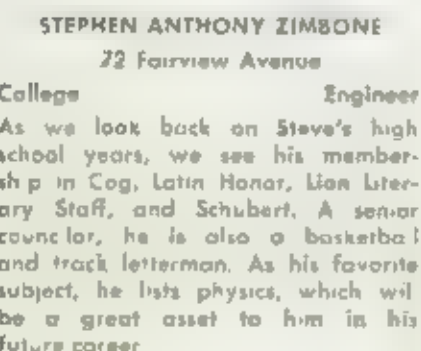 STEPHEN ANTHONY ZIMBONE
72 Fairview Avenue
College Engineer
As we look back on Steve's high
school years, we see his member-
ship in Cog, Latin Honor, Lion Liter-
ary Staff, and Schubert. A senior
councilor, he is also a basketball
and track letterman. As his favorite
subject, he lists physics, which will
be a great asset to him in his
future career